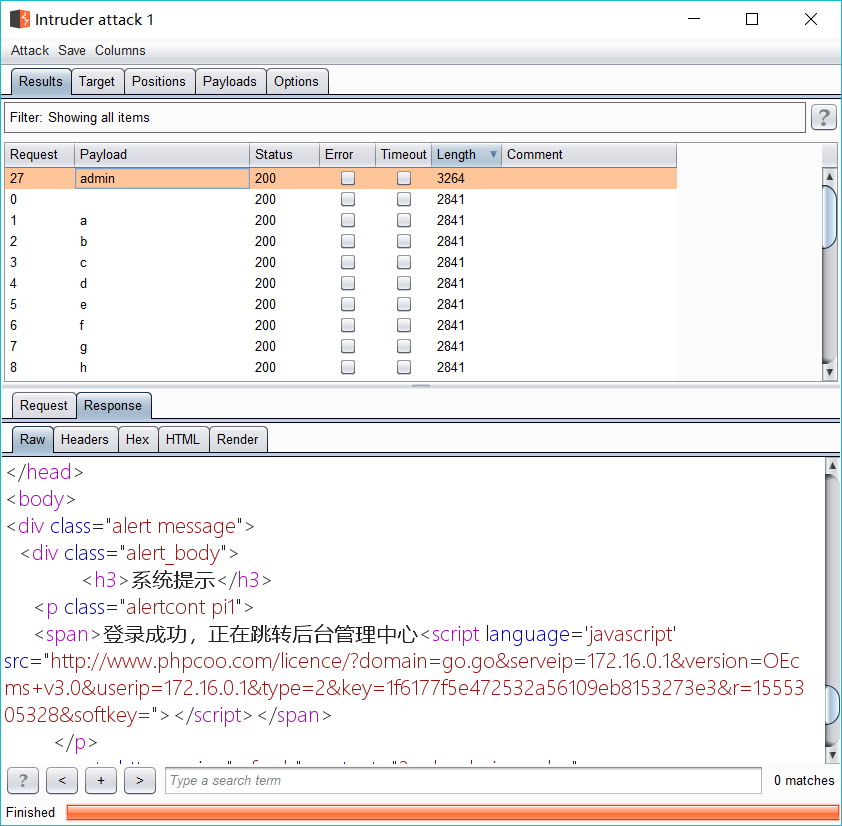 Intruder attack 1
Attack Save Columns
Results Target Positions Payloads Options
Filter: Showing all items ?
Request Payload Status Error Timeout Length Comment
27 admin 200 3264
0 200 2841
1 a 200 2841
2 b 200 2841
3 c 200 2841
4 d 200 2841
5 e 200 2841
6 f 200 2841
7 g 200 2841
8 h 200 2841
Request Response
Raw Headers Hex HTML Render
</head>
<body>
<div class="alert message">
<div class="alert_body">
<h3>系统提示</h3>
<p class="alertcont pi1">
<span>登录成功，正在跳转后台管理中心<script language='javascript'
src="http://www.phpcoo.com/licence/?domain=go.go&serveip=172.16.0.1&version=OEc
ms+v3.0&userip=172.16.0.1&type=2&key=1f6177f5e472532a56109eb8153273e3&r=15553
05328&softkey="></script></span>
</p>
? < + > Type a search term 0 matches
Finished